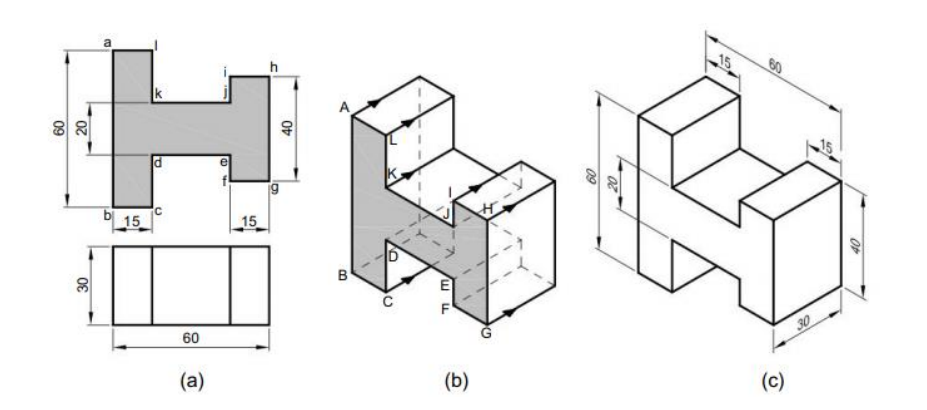 a l
i h
k j
60 20 40
d e
f g
b c
15 15
30
60
(a)
A
L
K
I
J H
D
B
C
E
F
G
(b)
15 60
15
60 20
40
30
(c)